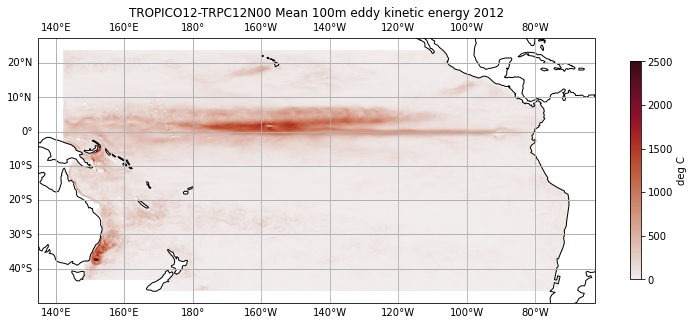 TROPICO12-TRPC12N00 Mean 100m eddy kinetic energy 2012
140°E 160°E 180° 160°W 140°W 120°W 100°W 80°W
20°N
10°N
0°
10°S
20°S
30°S
40°S
140°E 160°E 180° 160°W 140°W 120°W 100°W 80°W
2500
2000
1500
1000
500
0
deg C